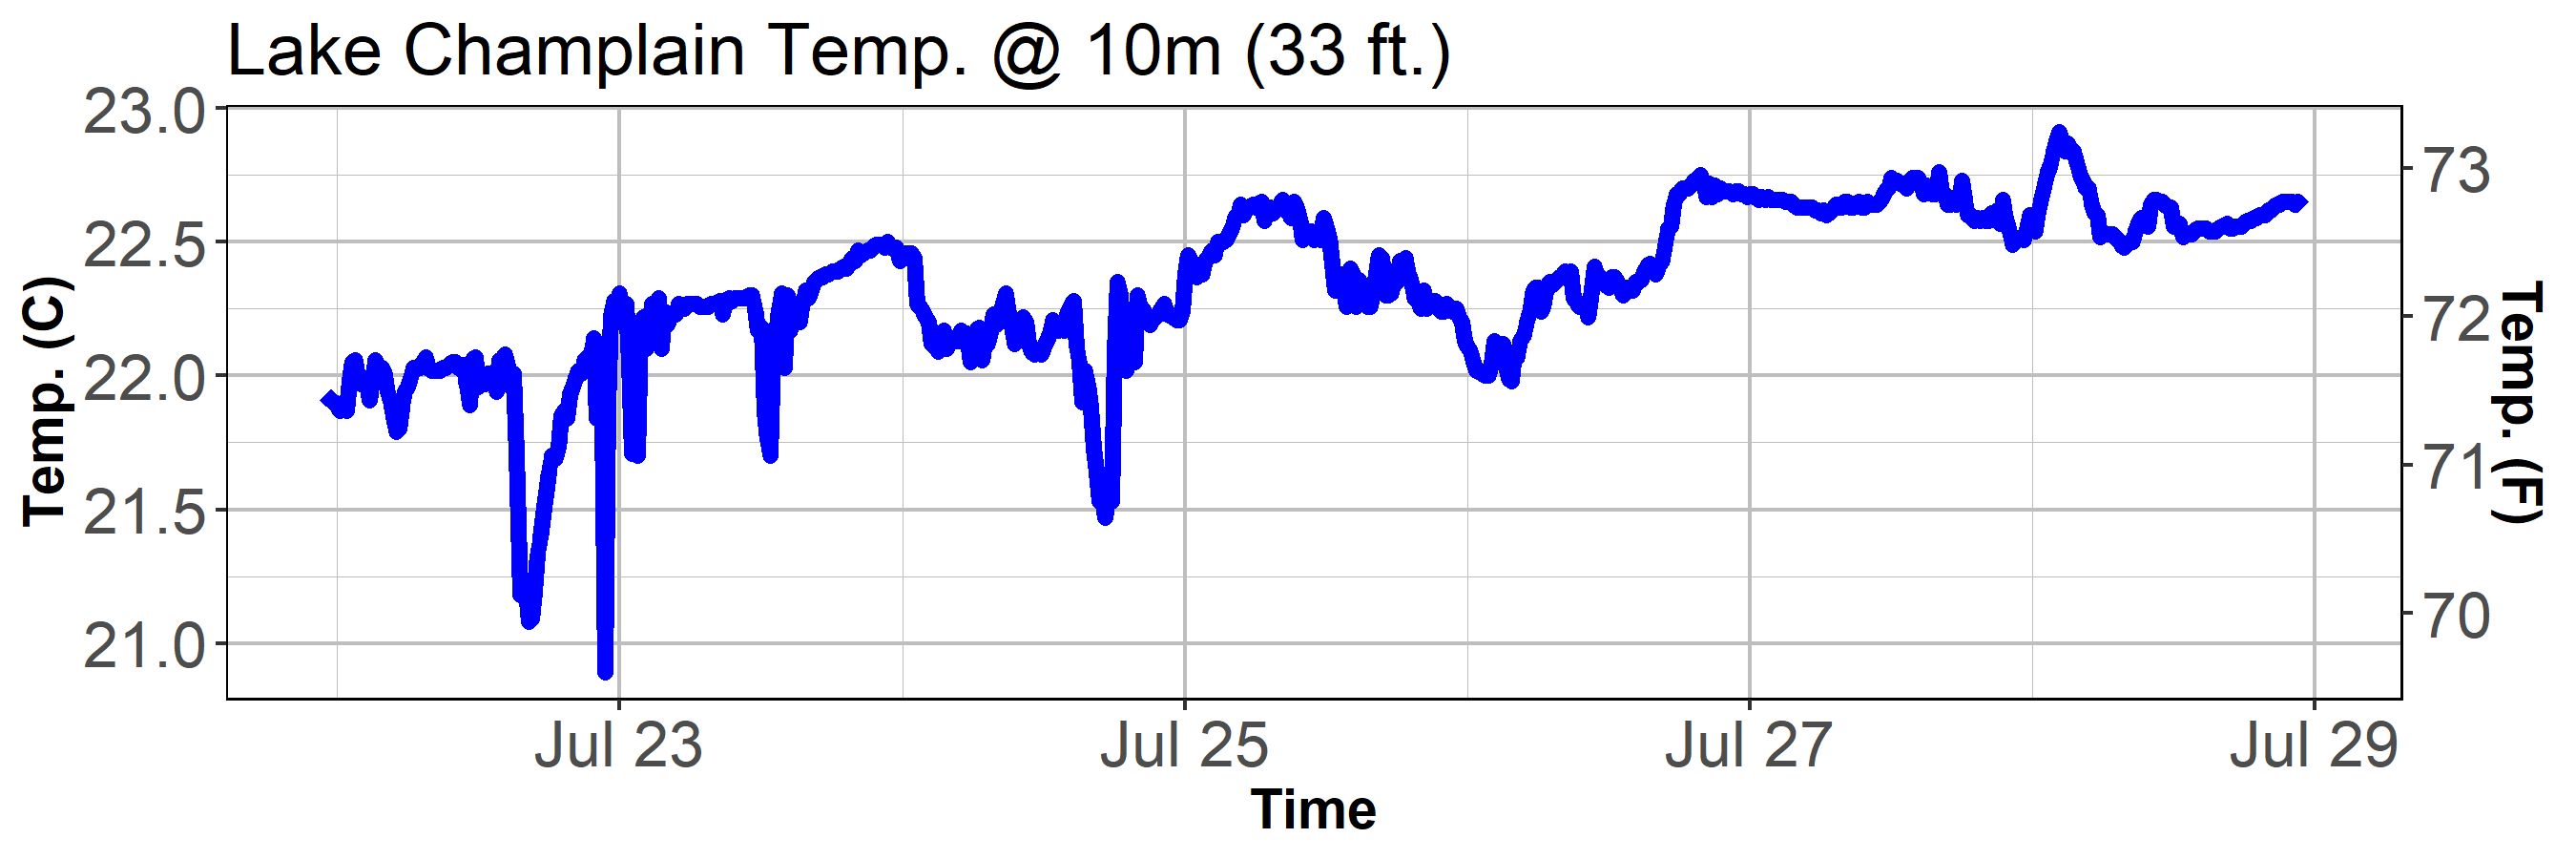 Lake Champlain Temp. @ 10m (33 ft.)
23.0
22.5
22.0
21.5
21.0
Temp. (C)
73
72
71
70
Temp. (F)
Jul 23 Jul 25 Jul 27 Jul 29
Time